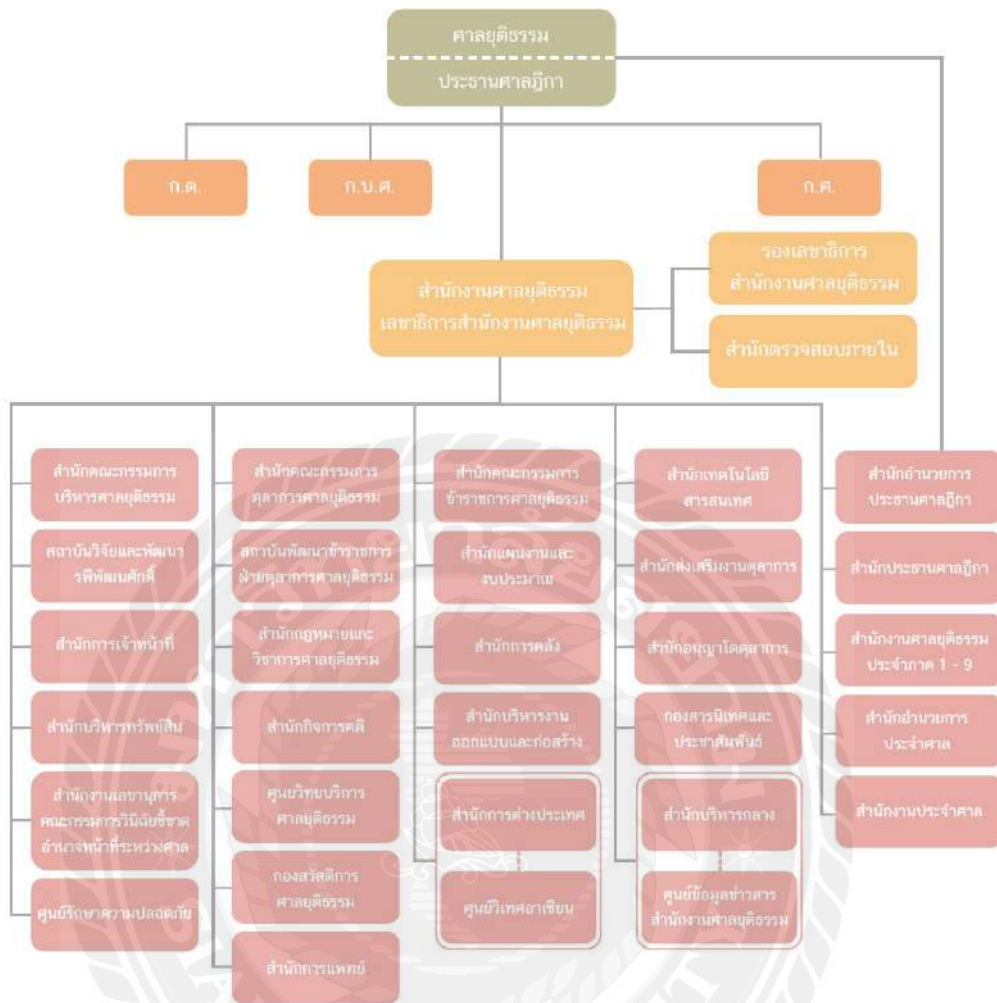 ศาลยุติธรรม
ประธานศาลฎีกา
ก.ต.
ก.บ.ศ.
ก.ศ.
รองเลขาธิการ
สำนักงานศาลยุติธรรม
สำนักงานศาลยุติธรรม
เลขาธิการสำนักงานศาลยุติธรรม
สำนักตรวจสอบภายใน
สำนักคณะกรรมการ
บริหารศาลยุติธรรม
สถาบันวิจัยและพัฒนา
รพีพัฒนศักดิ์
สำนักการเจ้าหน้าที่
สำนักบริหารทรัพย์สิน
สำนักงานเลขานุการ
คณะกรรมการวินิจฉัยชี้ขาด
อำนาจหน้าที่ระหว่างศาล
ศูนย์รักษาความปลอดภัย
สำนักคณะกรรมการ
ตุลาการศาลยุติธรรม
สถาบันพัฒนาข้าราชการ
ฝ่ายตุลาการศาลยุติธรรม
สำนักกฎหมายและ
วิชาการศาลยุติธรรม
สำนักกิจการคดี
ศูนย์วิทยบริการ
ศาลยุติธรรม
กองสวัสดิการ
ศาลยุติธรรม
สำนักการแพทย์
สำนักคณะกรรมการ
ข้าราชการศาลยุติธรรม
สำนักแผนงานและ
งบประมาณ
สำนักการคลัง
สำนักบริหารงาน
ออกแบบและก่อสร้าง
สำนักการต่างประเทศ
ศูนย์วิเทศอาเซียน
สำนักเทคโนโลยี
สารสนเทศ
สำนักส่งเสริมงานตุลาการ
สำนักอนุญาโตตุลาการ
กองสารนิเทศและ
ประชาสัมพันธ์
สำนักบริหารกลาง
ศูนย์ข้อมูลข่าวสาร
สำนักงานศาลยุติธรรม
สำนักอำนวยการ
ประธานศาลฎีกา
สำนักประธานศาลฎีกา
สำนักงานศาลยุติธรรม
ประจำภาค 1 - 9
สำนักอำนวยการ
ประจำศาล
สำนักงานประจำศาล